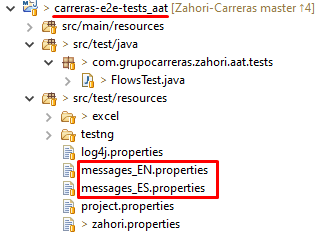 > carreras-e2e-tests_aat > [Zahori-Carreras master ↑4]
src/main/resources
> src/test/java
> com.grupocarreras.zahori.aat.tests
> FlowsTest.java
> src/test/resources
> excel
testng
log4j.properties
messages_EN.properties
messages_ES.properties
project.properties
> zahori.properties